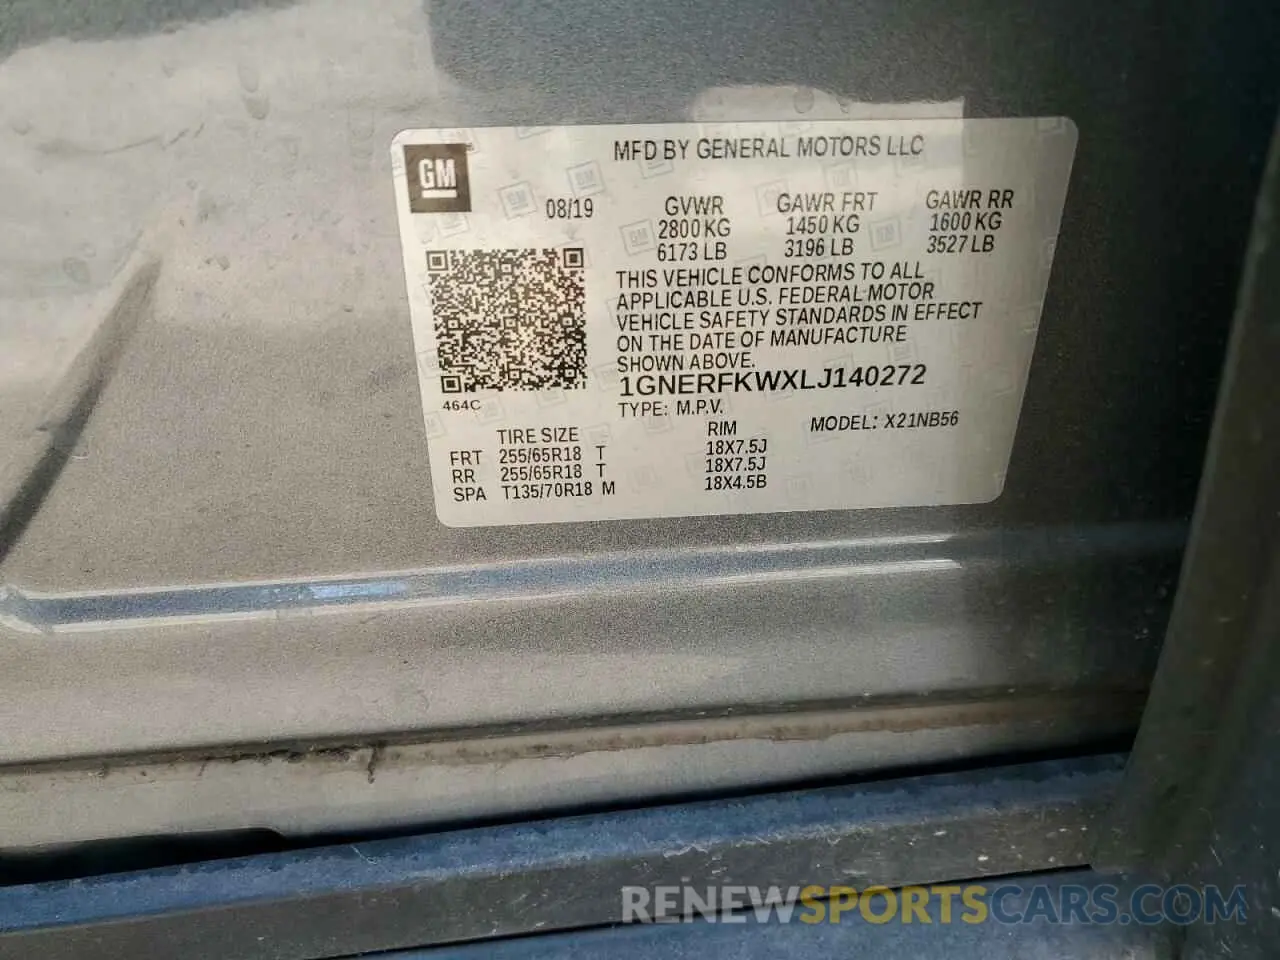 MFD BY GENERAL MOTORS LLC
GM
08/19
GVWR
2800 KG
6173 LB
GAWR FRT
1450 KG
3196 LB
GAWR RR
1600 KG
3527 LB
THIS VEHICLE CONFORMS TO ALL
APPLICABLE U.S. FEDERAL MOTOR
VEHICLE SAFETY STANDARDS IN EFFECT
ON THE DATE OF MANUFACTURE
SHOWN ABOVE.
1GNERFKWXLJ140272
464C
TYPE: M.P.V.
MODEL: X21NB56
TIRE SIZE RIM
FRT 255/65R18 T 18X7.5J
RR 255/65R18 T 18X7.5J
SPA T135/70R18 M 18X4.5B
RENEWSPORTSCARS.COM